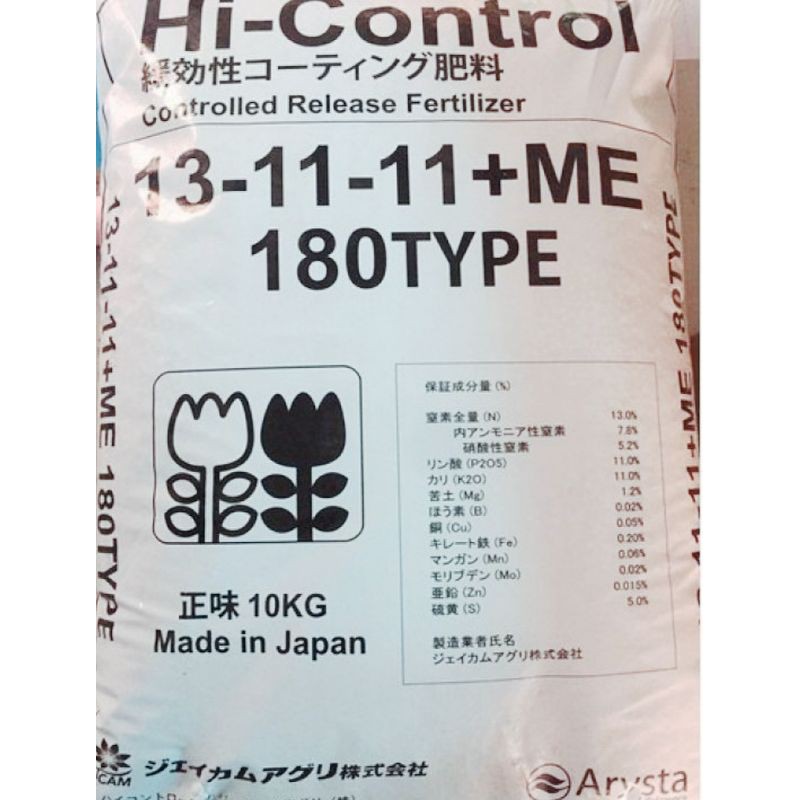 Hi-Control
緩効性コーティング肥料
Controlled Release Fertilizer
13-11-11+ME
180TYPE
13-11-11+ME 180TYPE
13-11-11+ME 180TYPE
保証成分量(%)
窒素全量(N) 13.0%
内アンモニア性窒素 7.8%
硝酸性窒素 5.2%
リン酸(P2O5) 11.0%
カリ(K2O) 11.0%
苦土(Mg) 1.2%
ほう素(B) 0.02%
銅(Cu) 0.05%
キレート鉄(Fe) 0.20%
マンガン(Mn) 0.06%
モリブデン(Mo) 0.02%
亜鉛(Zn) 0.015%
硫黄(S) 5.0%
製造業者氏名
ジェイカムアグリ株式会社
正味 10KG
Made in Japan
CAM ジェイカムアグリ株式会社
Arysta